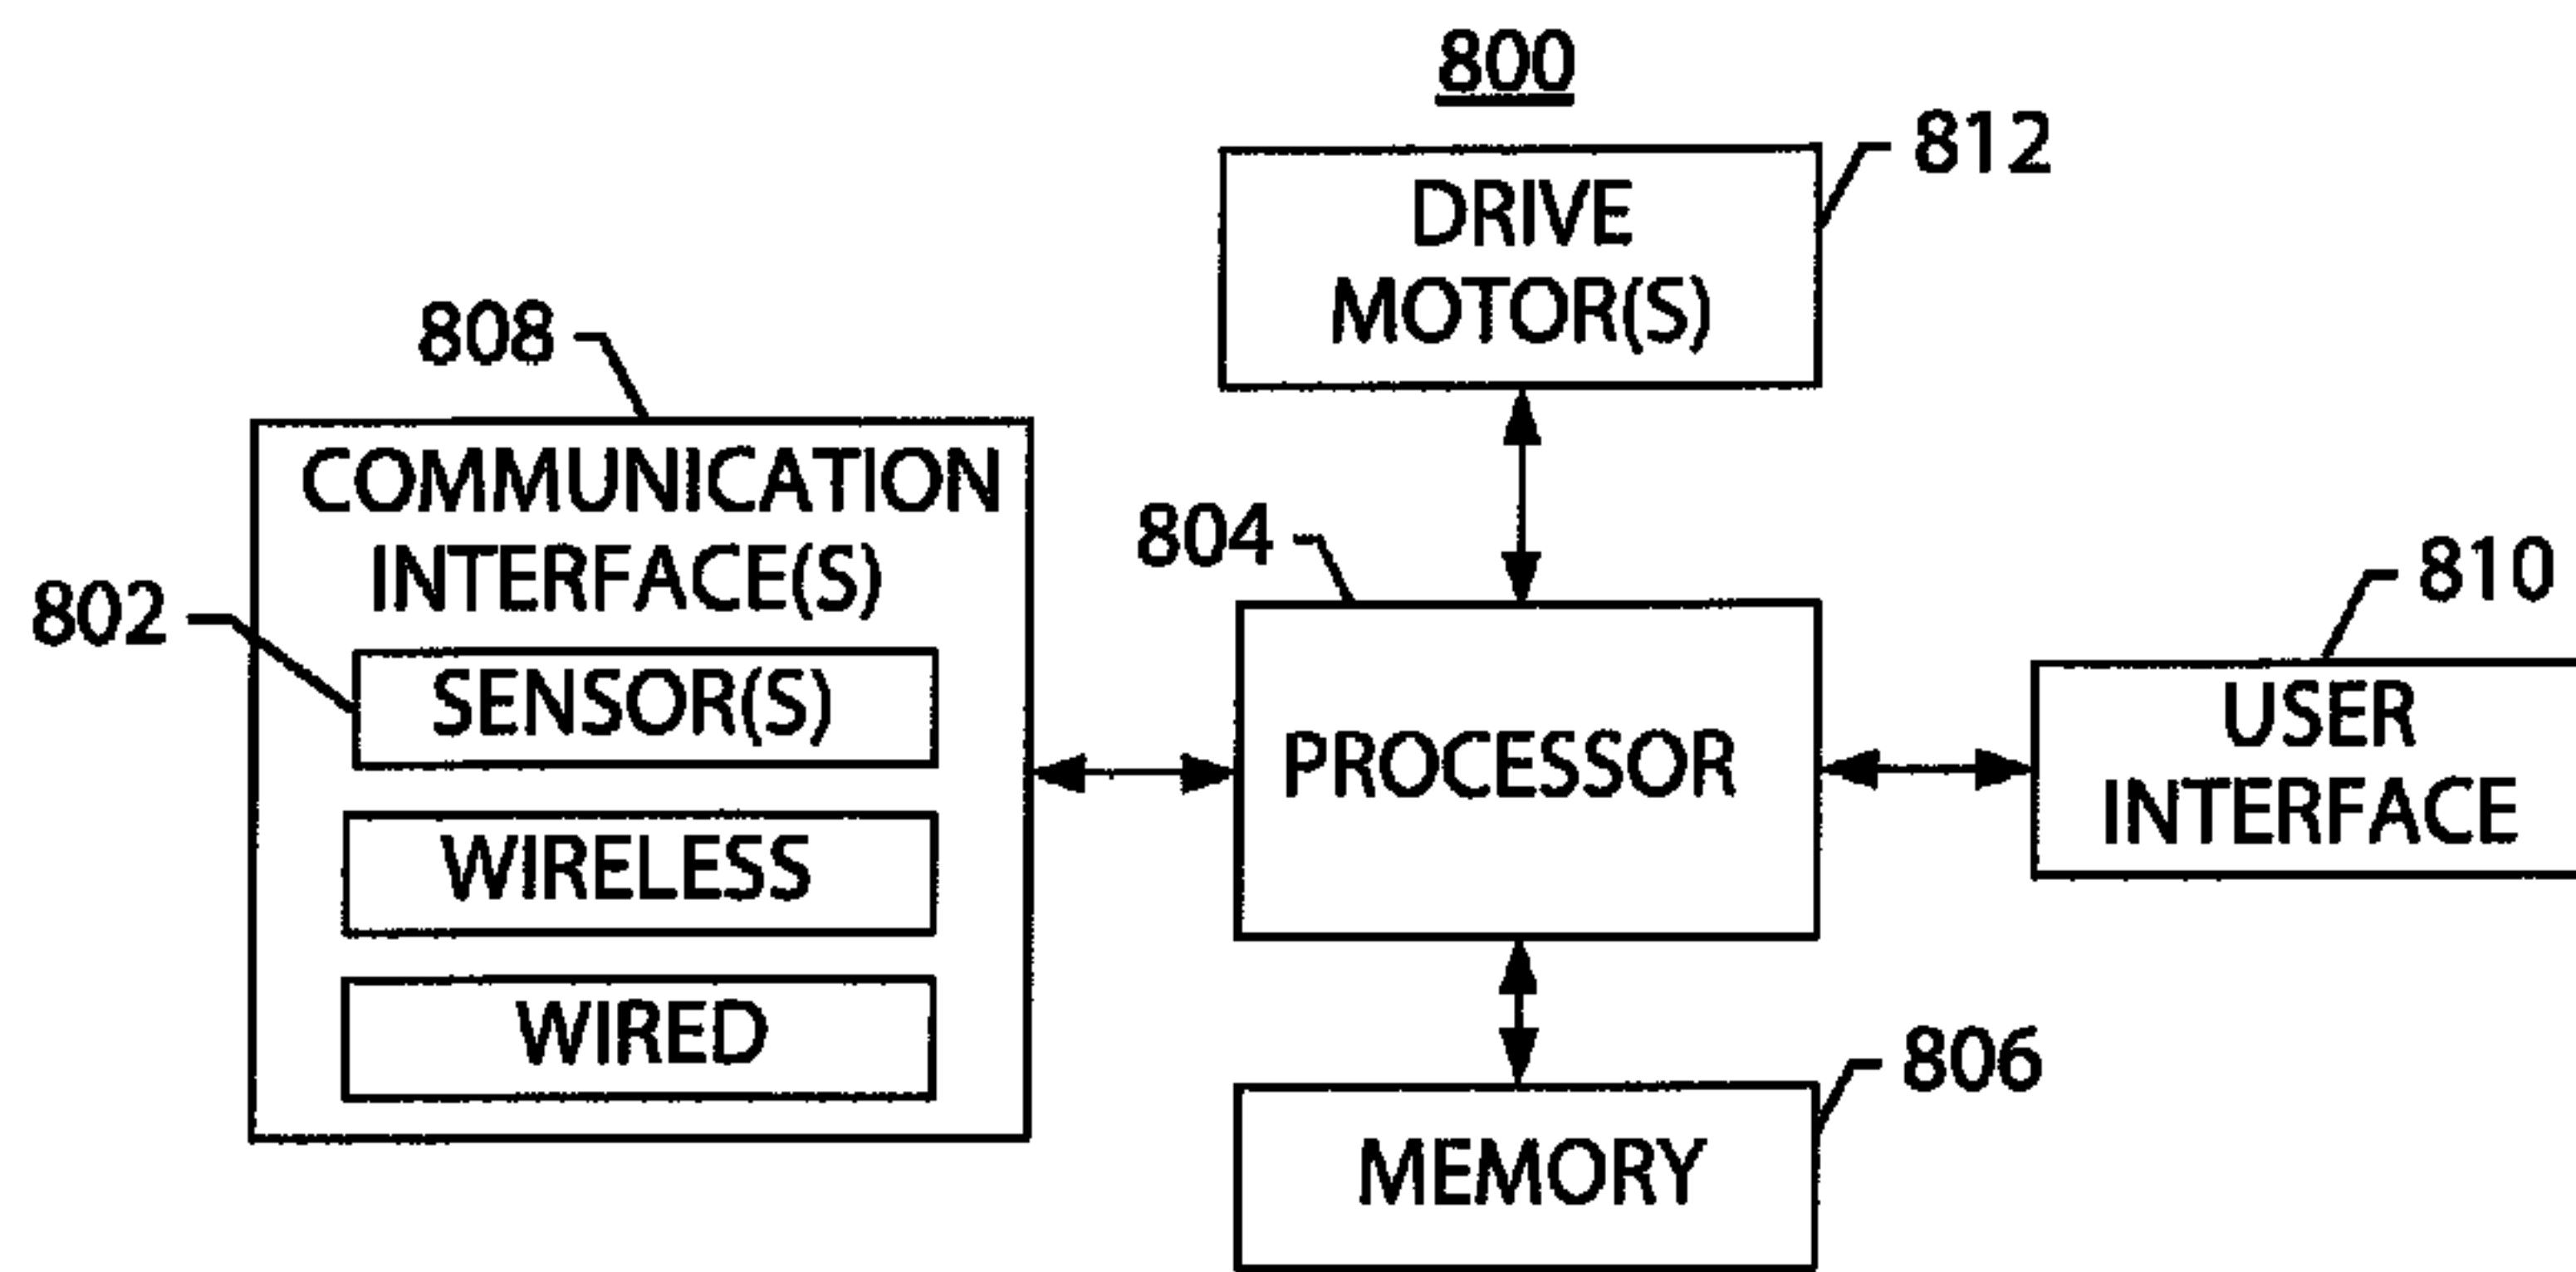 800
812
DRIVE
MOTOR(S)
808
COMMUNICATION
INTERFACE(S)
802
SENSOR(S)
WIRELESS
WIRED
804
PROCESSOR
810
USER
INTERFACE
806
MEMORY